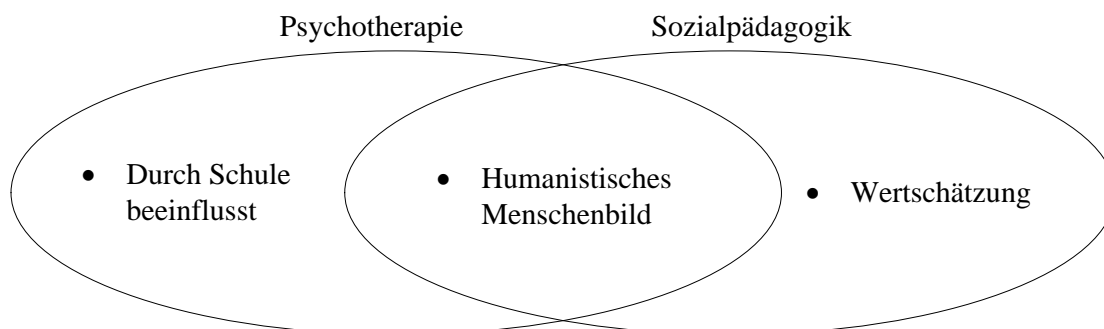 Psychotherapie
Sozialpädagogik
• Durch Schule
beeinflusst
• Humanistisches
Menschenbild
• Wertschätzung